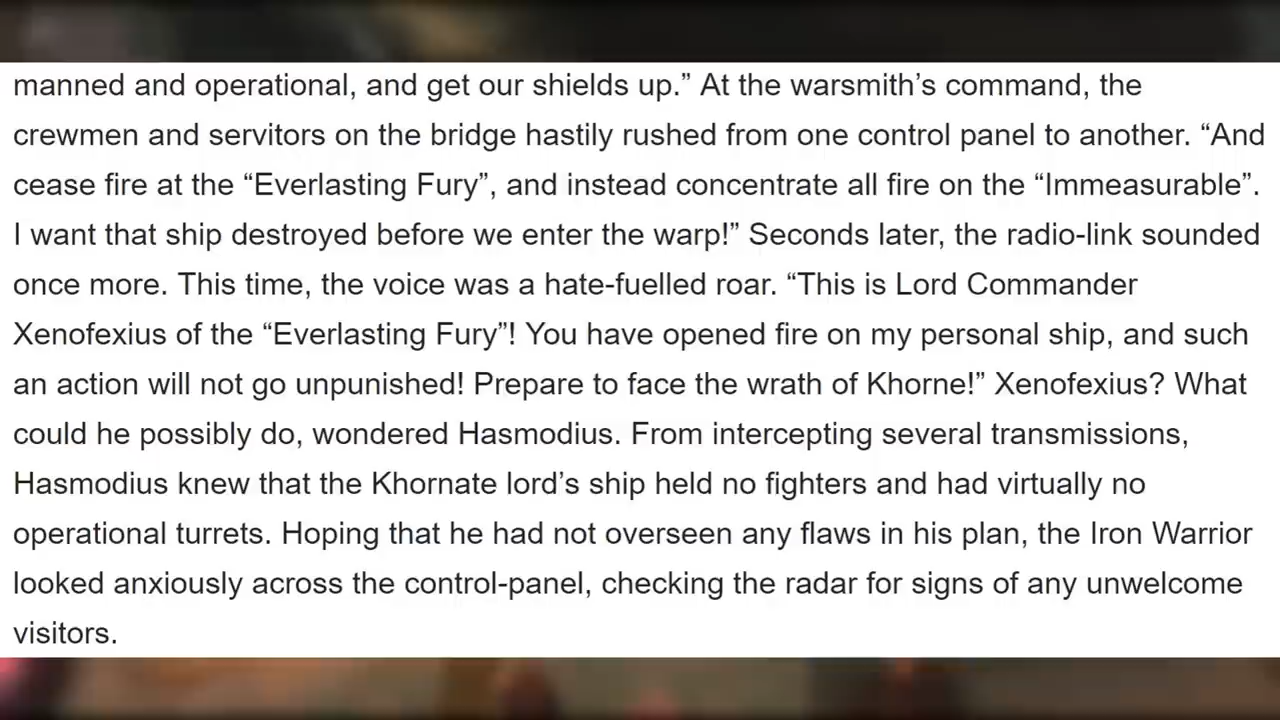 manned and operational, and get our shields up.” At the warsmith’s command, the
crewmen and servitors on the bridge hastily rushed from one control panel to another. “And
cease fire at the “Everlasting Fury”, and instead concentrate all fire on the “Immeasurable”.
I want that ship destroyed before we enter the warp!” Seconds later, the radio-link sounded
once more. This time, the voice was a hate-fuelled roar. “This is Lord Commander
Xenofexius of the “Everlasting Fury”! You have opened fire on my personal ship, and such
an action will not go unpunished! Prepare to face the wrath of Khorne!” Xenofexius? What
could he possibly do, wondered Hasmodius. From intercepting several transmissions,
Hasmodius knew that the Khornate lord’s ship held no fighters and had virtually no
operational turrets. Hoping that he had not overseen any flaws in his plan, the Iron Warrior
looked anxiously across the control-panel, checking the radar for signs of any unwelcome
visitors.